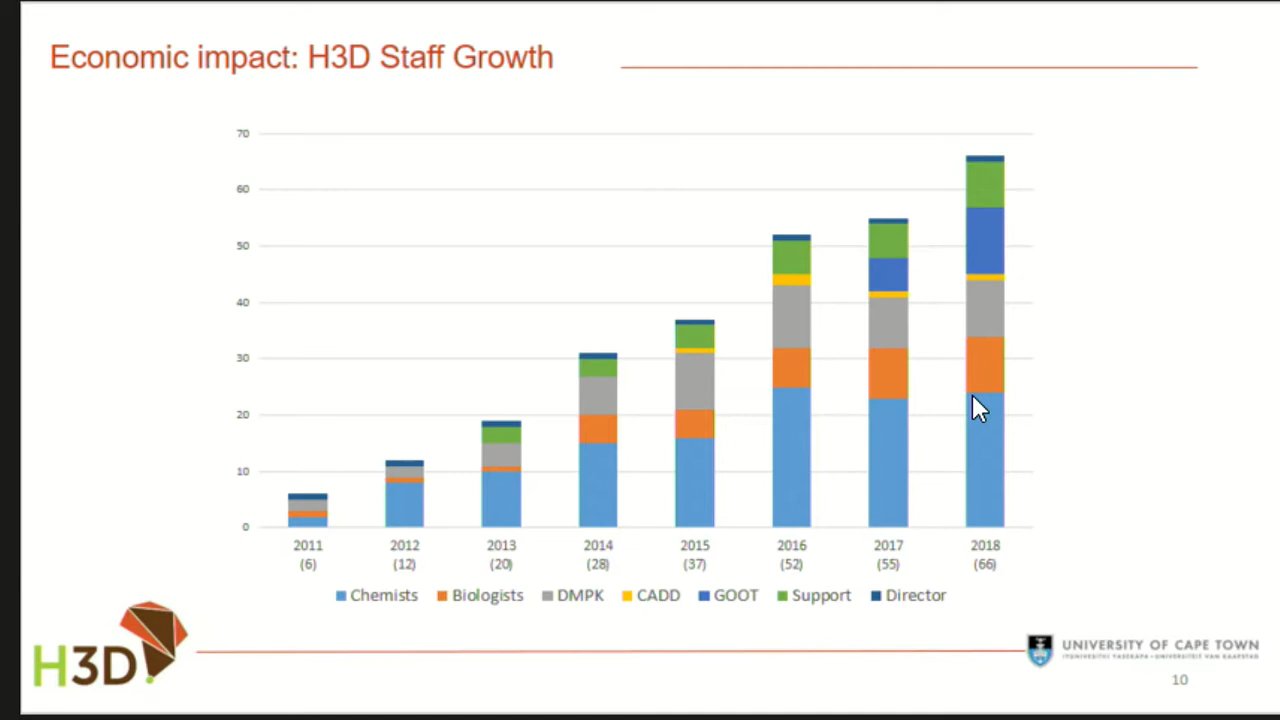 Economic impact: H3D Staff Growth
70
60
50
40
30
20
10
0
2011 2012 2013 2014 2015 2016 2017 2018
(6) (12) (20) (28) (37) (52) (55) (66)
Chemists Biologists DMPK CADD GOOT Support Director
H3D
UNIVERSITY OF CAPE TOWN
10